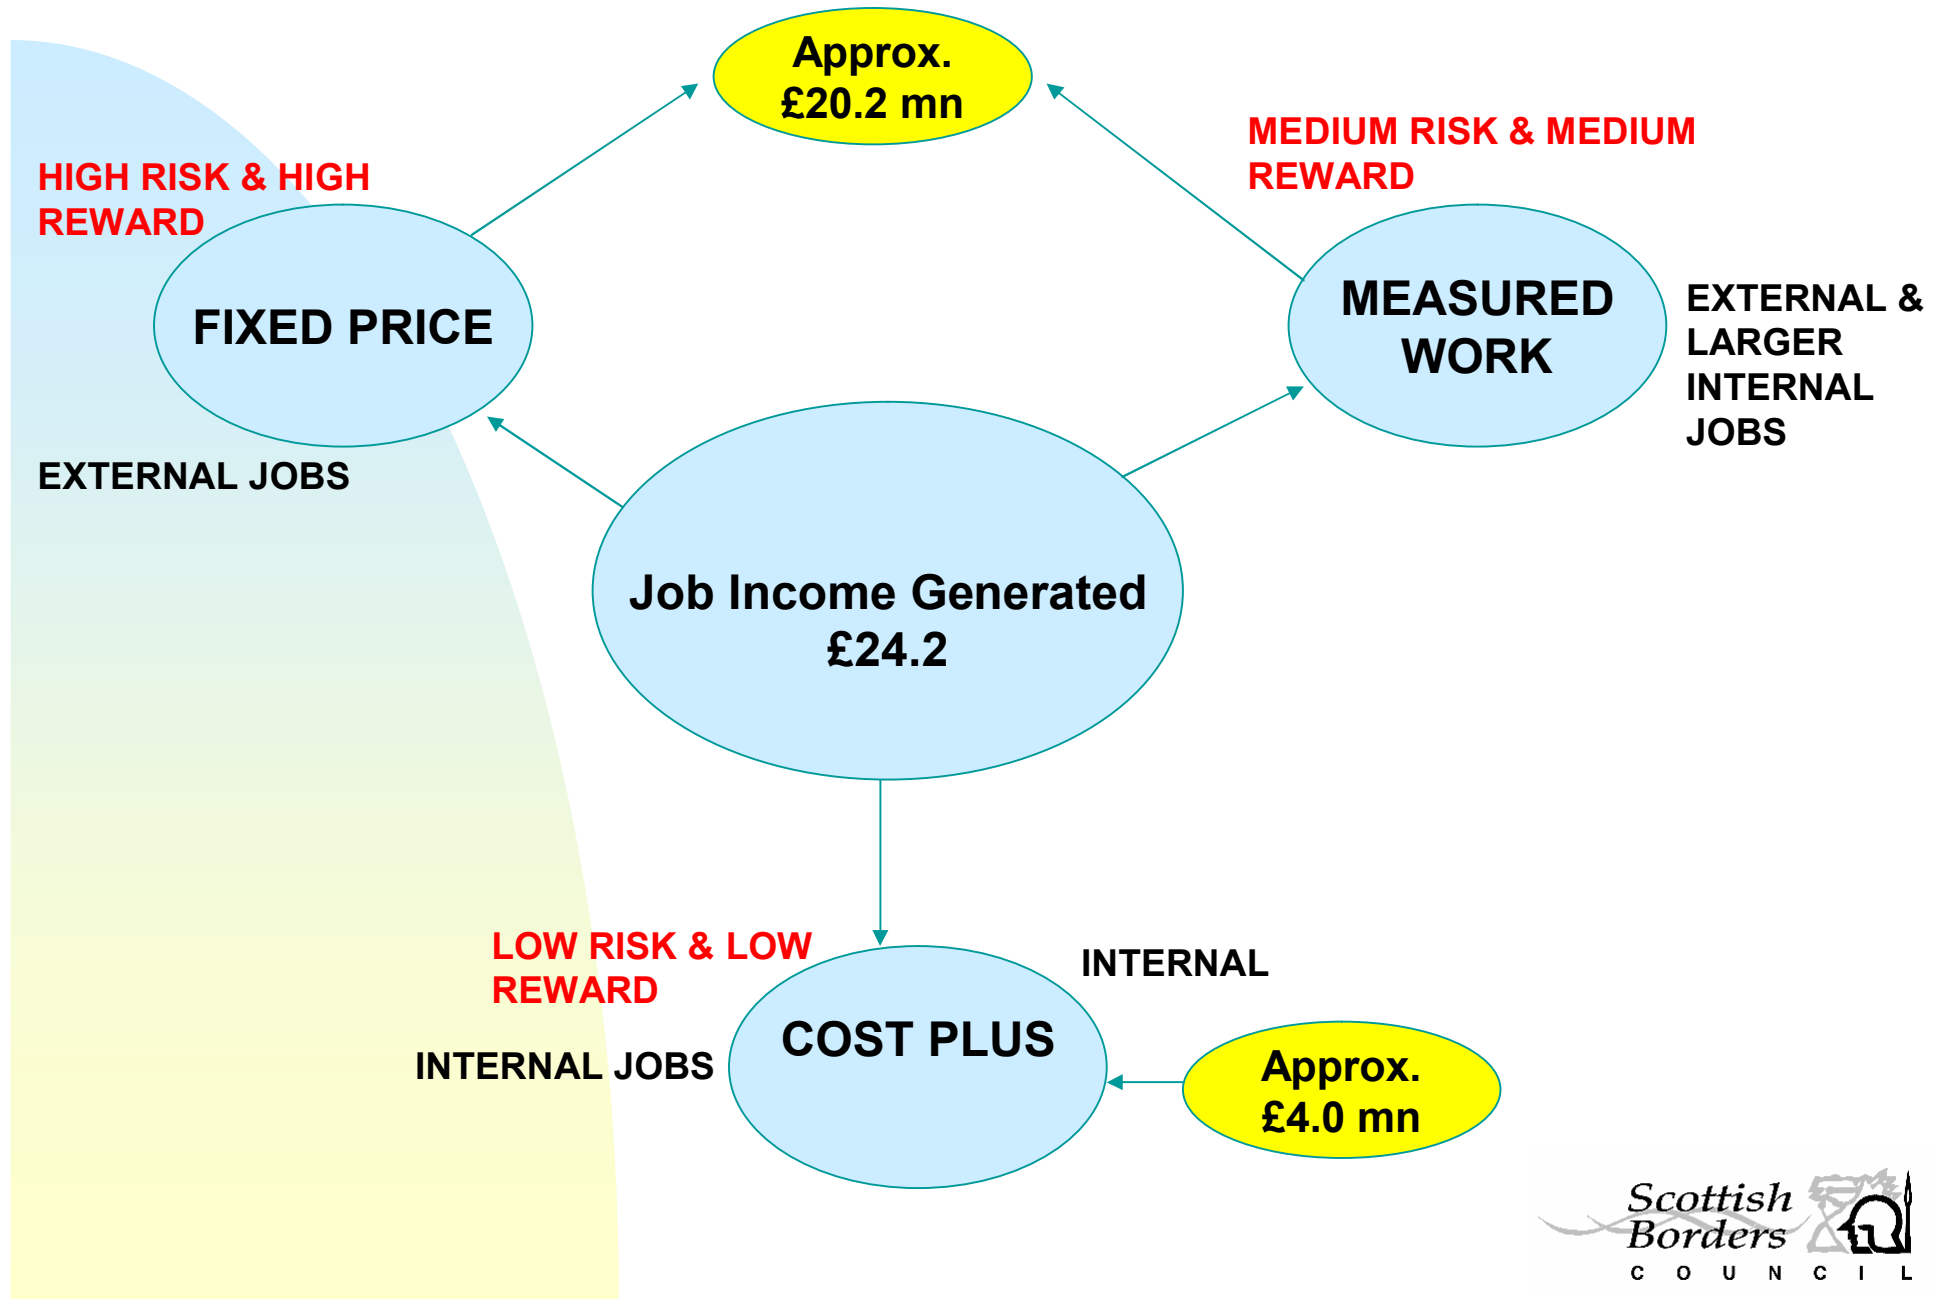 Approx.
£20.2 mn
MEDIUM RISK & MEDIUM
REWARD
HIGH RISK & HIGH
REWARD
FIXED PRICE
MEASURED
WORK
EXTERNAL &
LARGER
INTERNAL
JOBS
EXTERNAL JOBS
Job Income Generated
£24.2
LOW RISK & LOW
REWARD
INTERNAL
COST PLUS
INTERNAL JOBS
Approx.
£4.0 mn
Scottish
Borders
COUNCIL